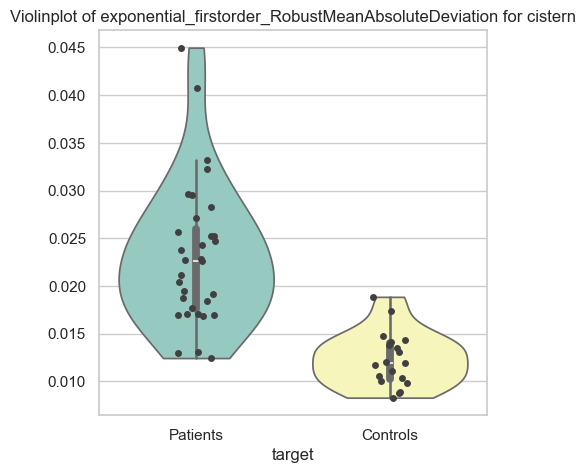 Violinplot of exponential_firstorder_RobustMeanAbsoluteDeviation for cistern
0.045
0.040
0.035
0.030
0.025
0.020
0.015
0.010
Patients
Controls
target